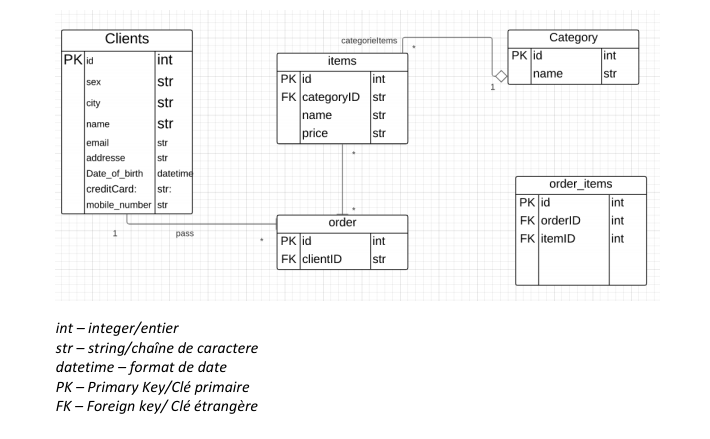 Clients
PK id int
sex str
city str
name str
email str
addresse str
Date_of_birth datetime
creditCard: str:
mobile_number str
categorieItems
*
1
items
PK id int
FK categoryID str
name str
price str
Category
PK id int
name str
*
*
1
pass
*
order
PK id int
FK clientID str
order_items
PK id int
FK orderID int
FK itemID int
int – integer/entier
str – string/chaîne de caractere
datetime – format de date
PK – Primary Key/Clé primaire
FK – Foreign key/ Clé étrangère